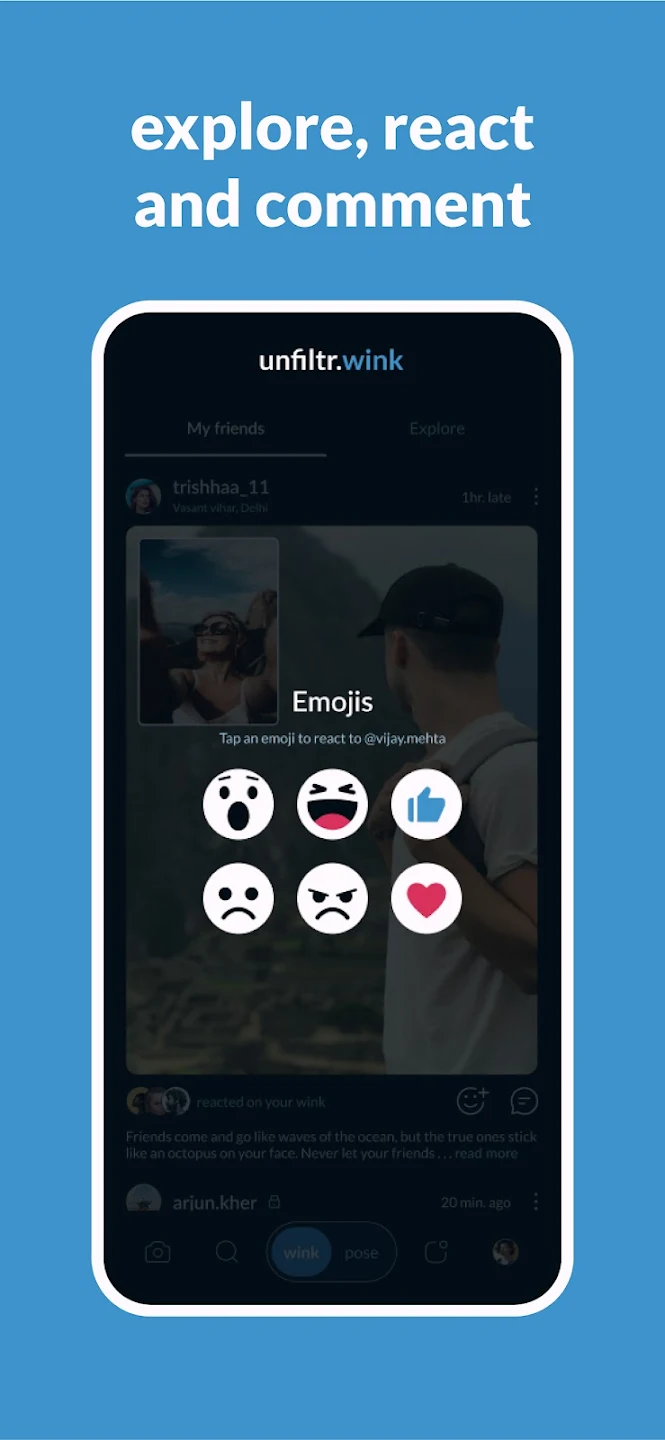 explore, react
and comment
unfiltr.wink
My friends
Explore
trishhaa_11
Vasant vihar, Delhi
1hr. late
Emojis
Tap an emoji to react to @vijay.mehta
reacted on your wink
Friends come and go like waves of the ocean, but the true ones stick
like an octopus on your face. Never let your friends . . . read more
arjun.kher
20 min. ago
wink
pose